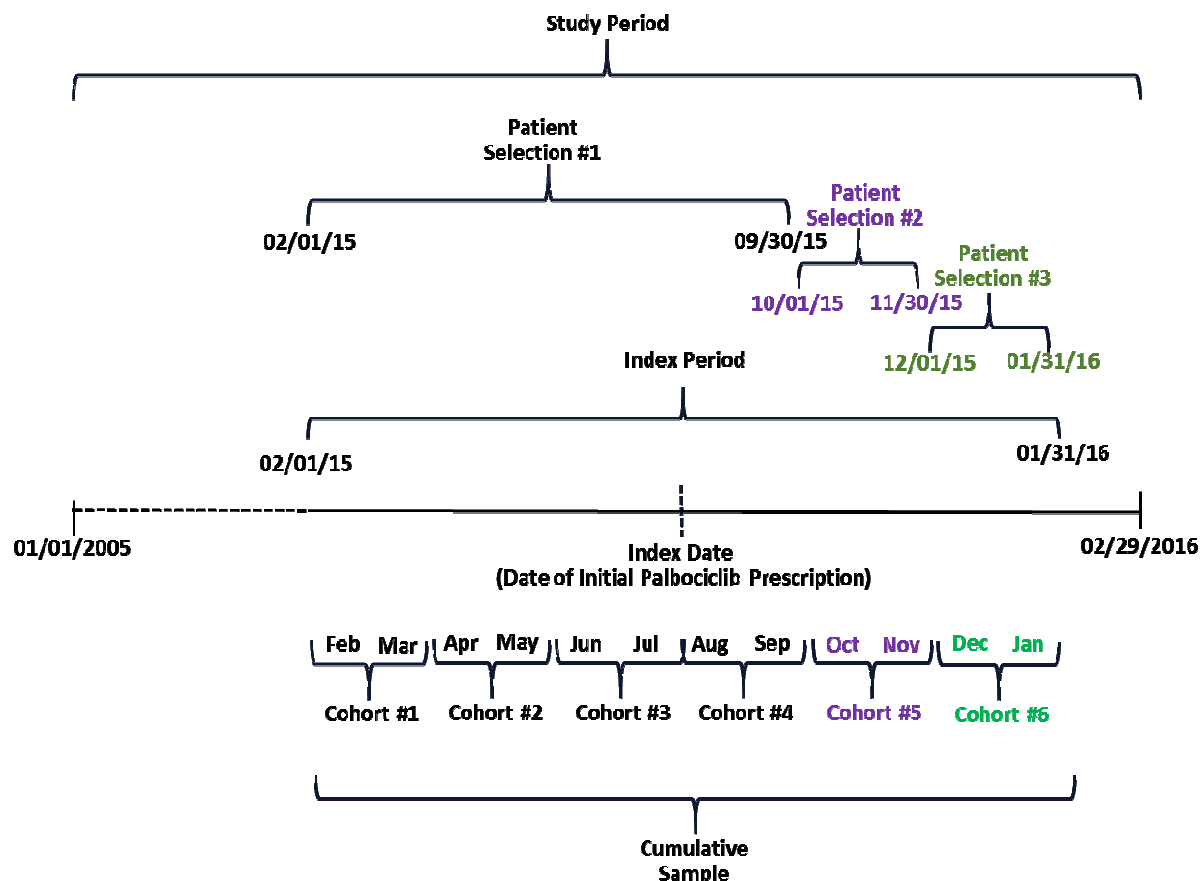 Study Period
Patient
Selection #1
02/01/15
09/30/15
Patient
Selection #2
10/01/15
11/30/15
Patient
Selection #3
12/01/15
01/31/16
Index Period
02/01/15
01/31/16
01/01/2005
02/29/2016
Index Date
(Date of Initial Palbociclib Prescription)
Feb Mar Apr May Jun Jul Aug Sep Oct Nov Dec Jan
Cohort #1 Cohort #2 Cohort #3 Cohort #4 Cohort #5 Cohort #6
Cumulative
Sample